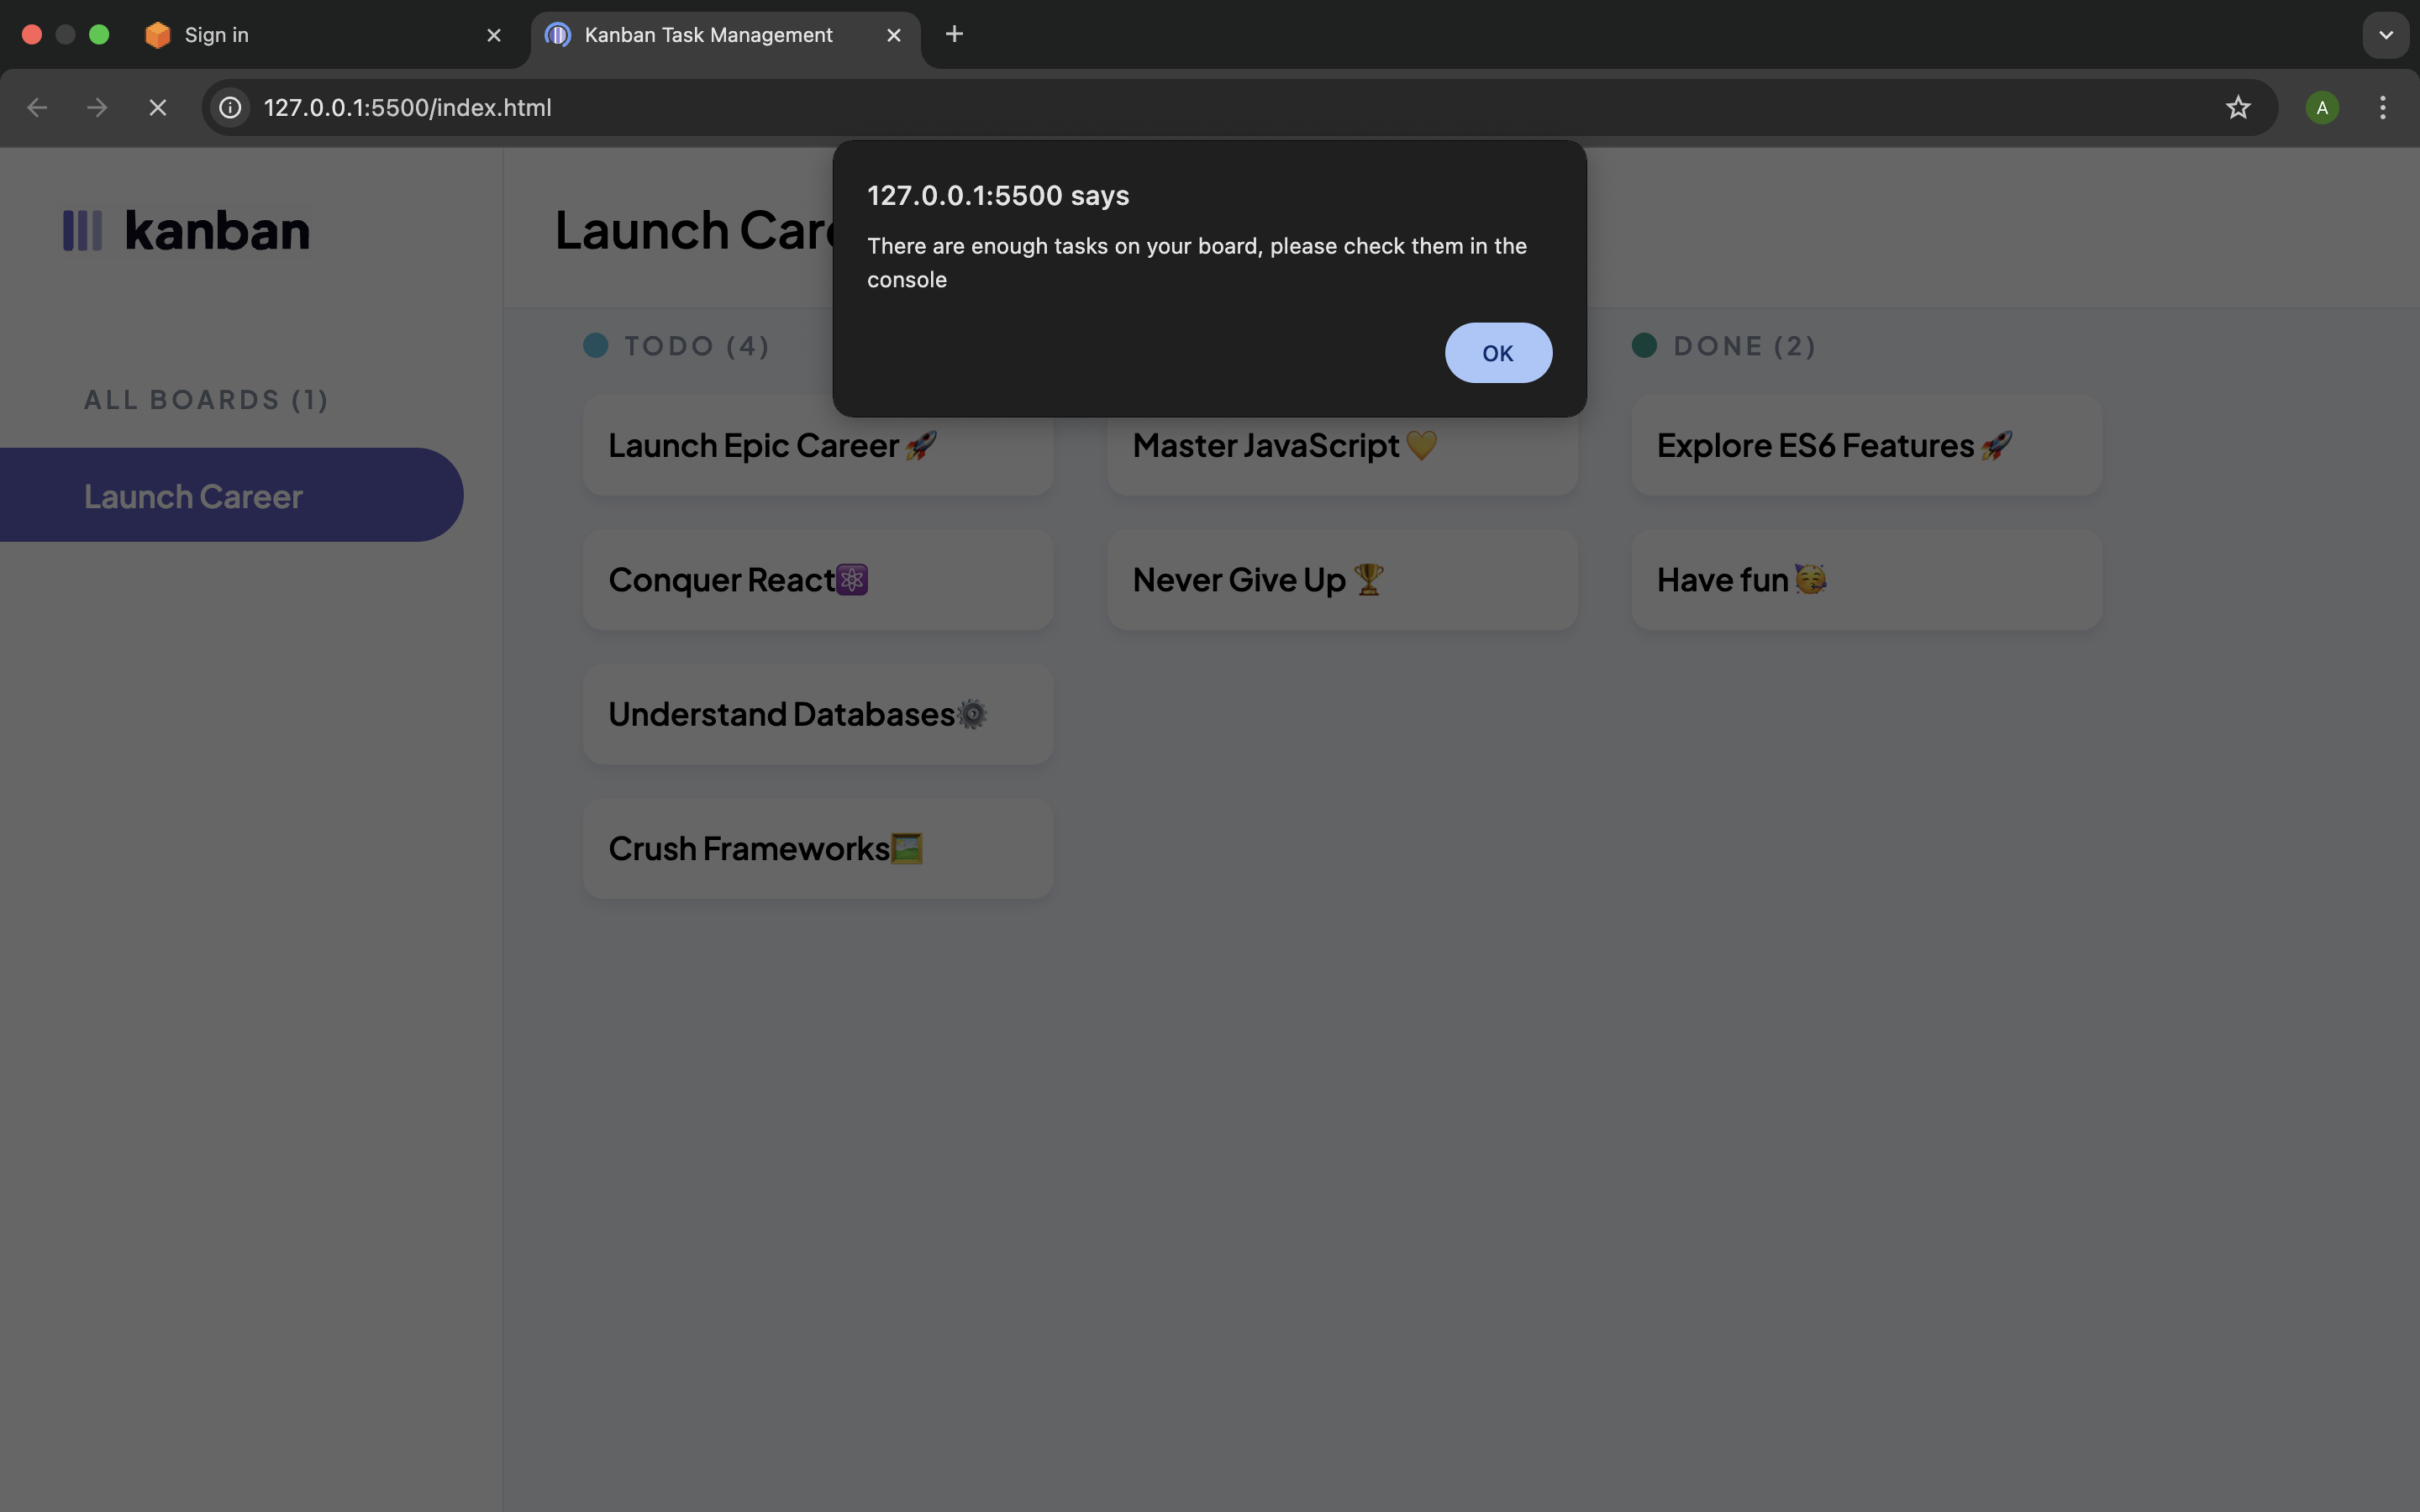 Sign in
Kanban Task Management
127.0.0.1:5500/index.html
A
127.0.0.1:5500 says
There are enough tasks on your board, please check them in the
console
OK
kanban
ALL BOARDS (1)
Launch Career
Launch Care
TODO (4)
Launch Epic Career 🚀
Conquer React⚛️
Understand Databases⚙️
Crush Frameworks🖼️
Master JavaScript 💛
Never Give Up 🏆
DONE (2)
Explore ES6 Features 🚀
Have fun 🥳